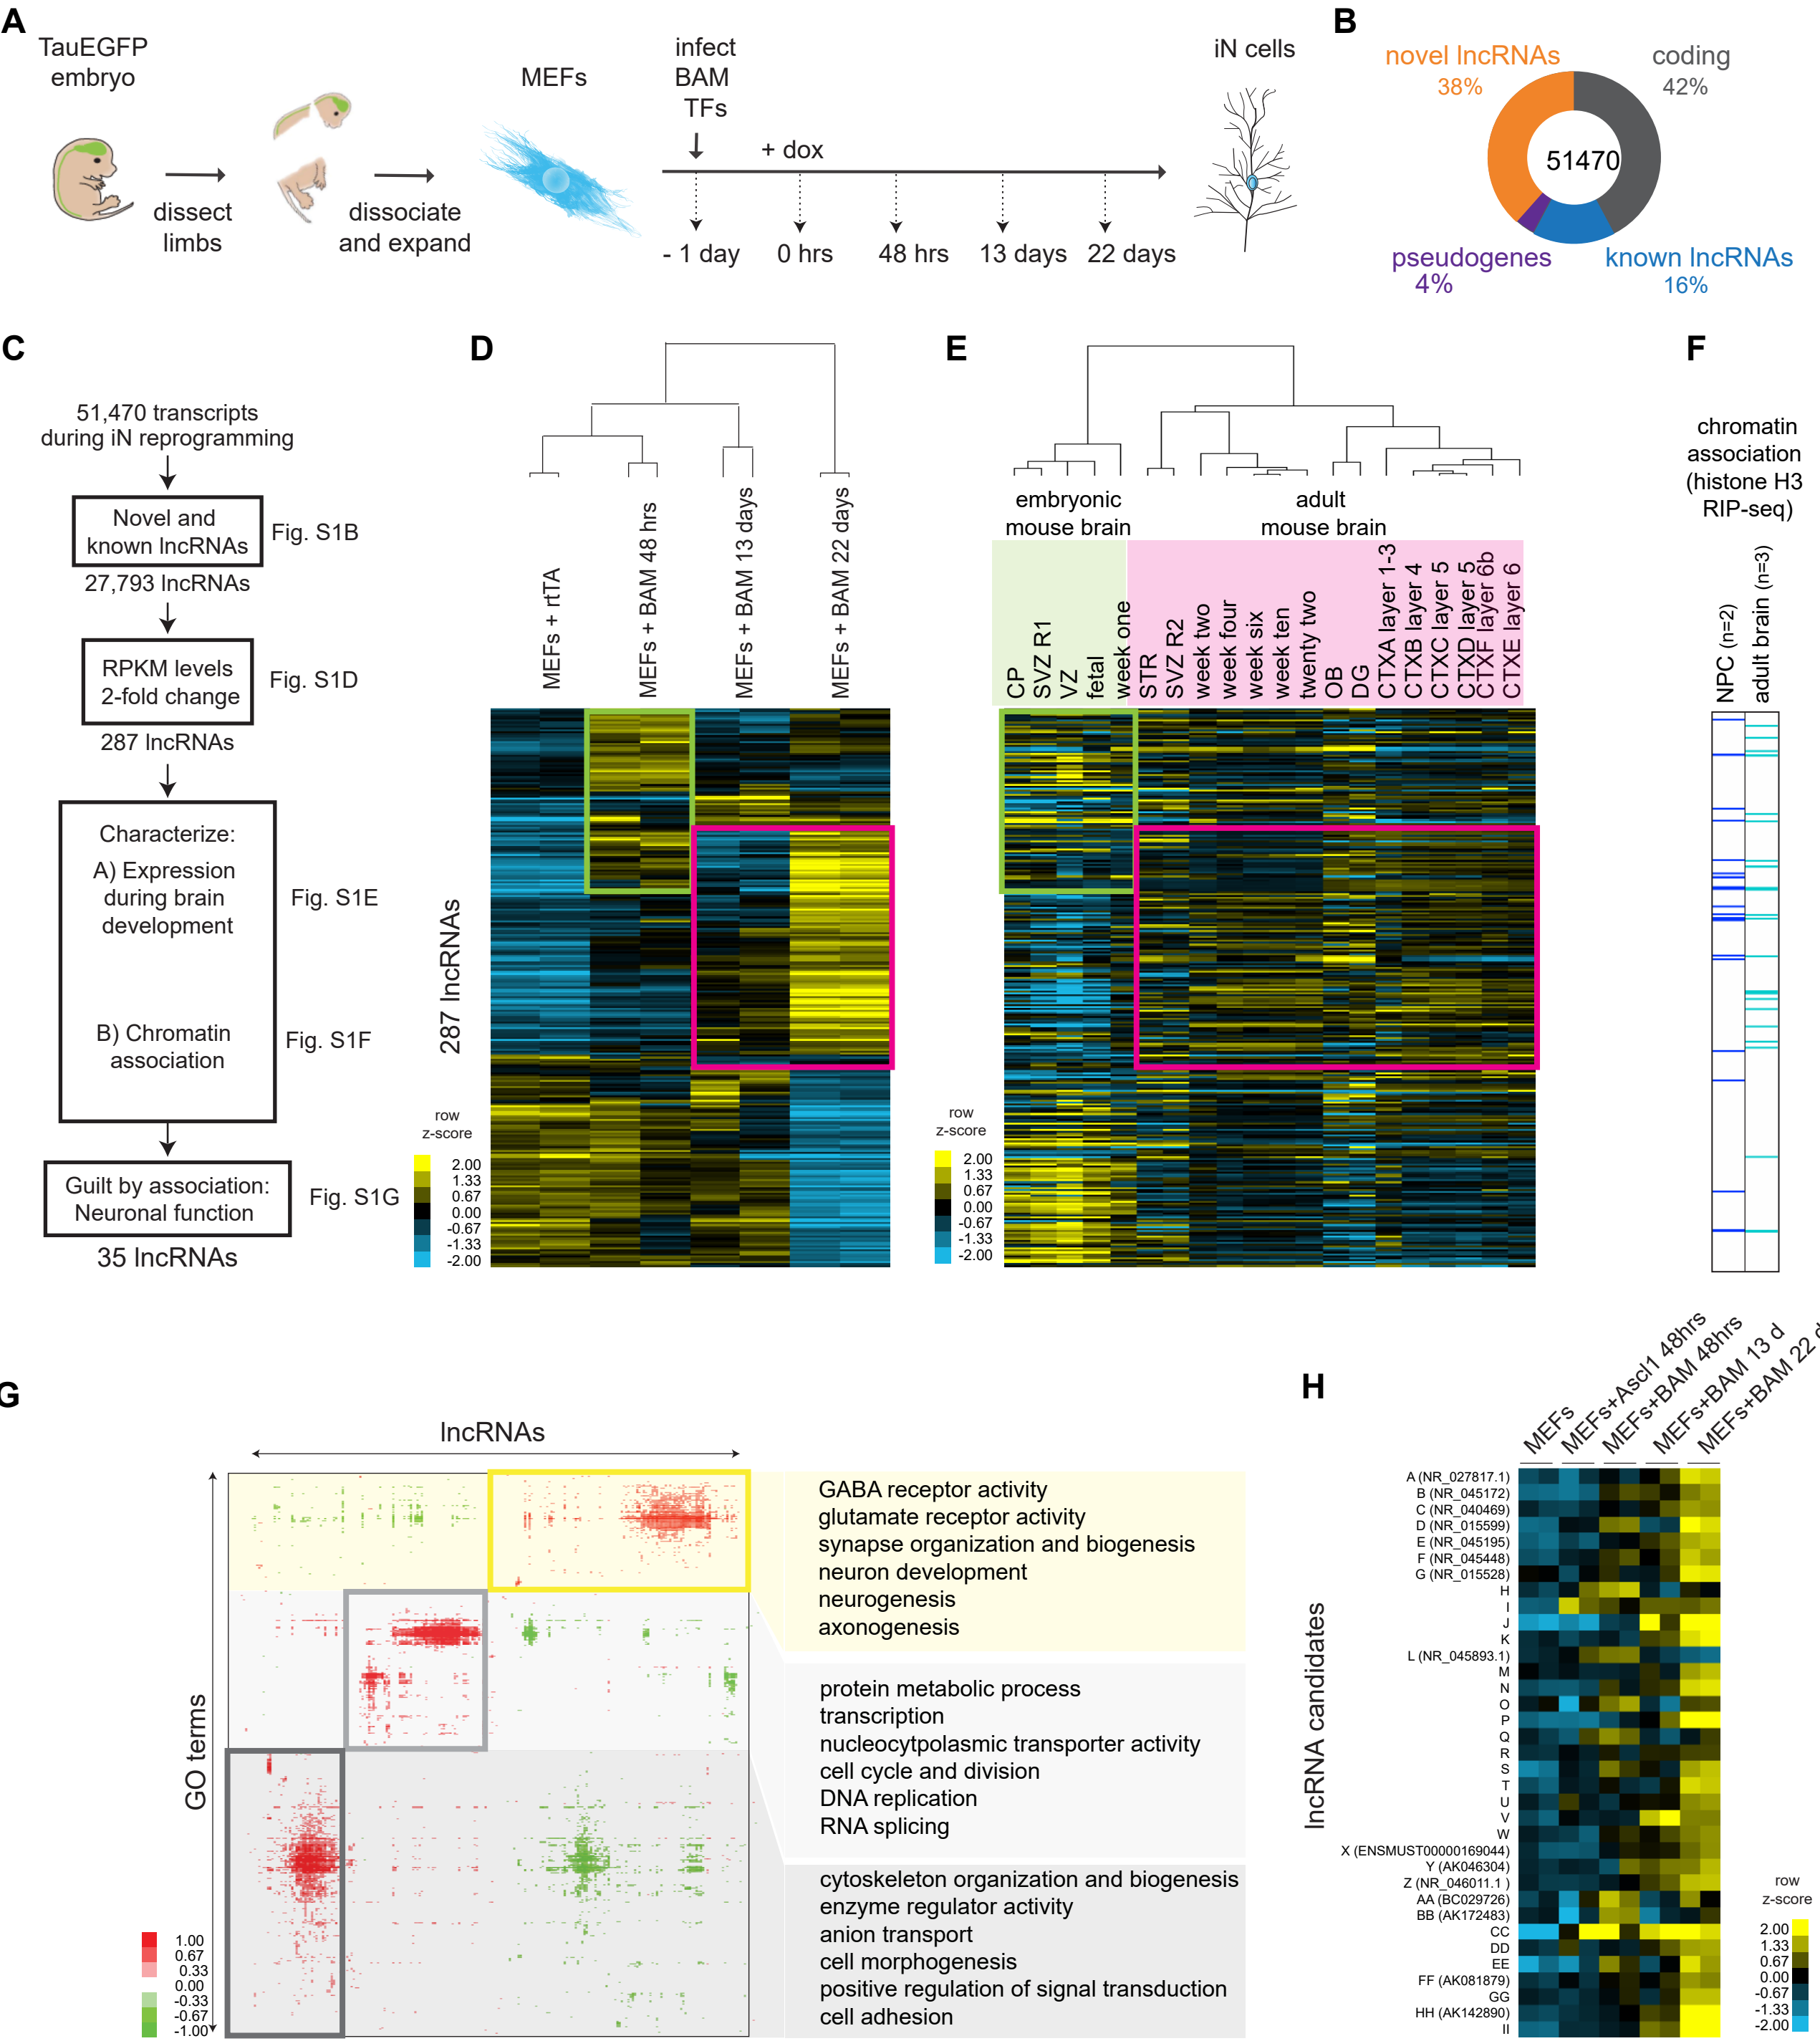 A
TauEGFP
embryo
dissect
limbs
dissociate
and expand
MEFs
infect
BAM
TFs
+ dox
- 1 day
0 hrs
48 hrs
13 days
22 days
iN cells
B
novel lncRNAs
38%
coding
42%
51470
pseudogenes
4%
known lncRNAs
16%
C
51,470 transcripts
during iN reprogramming
Novel and
known lncRNAs
Fig. S1B
27,793 lncRNAs
RPKM levels
2-fold change
Fig. S1D
287 lncRNAs
Characterize:
A) Expression
during brain
development
Fig. S1E
B) Chromatin
association
Fig. S1F
Guilt by association:
Neuronal function
Fig. S1G
35 lncRNAs
D
MEFs + rtTA
MEFs + BAM 48 hrs
MEFs + BAM 13 days
MEFs + BAM 22 days
287 lncRNAs
row
z-score
2.00
1.33
0.67
0.00
-0.67
-1.33
-2.00
E
embryonic
mouse brain
adult
mouse brain
CP
SVZ R1
VZ
fetal
week one
STR
SVZ R2
week two
week four
week six
week ten
twenty two
OB
DG
CTXA layer 1-3
CTXB layer 4
CTXC layer 5
CTXD layer 5
CTXF layer 6b
CTXE layer 6
row
z-score
2.00
1.33
0.67
0.00
-0.67
-1.33
-2.00
F
chromatin
association
(histone H3
RIP-seq)
NPC (n=2)
adult brain (n=3)
G
lncRNAs
GO terms
1.00
0.67
0.33
0.00
-0.33
-0.67
-1.00
GABA receptor activity
glutamate receptor activity
synapse organization and biogenesis
neuron development
neurogenesis
axonogenesis
protein metabolic process
transcription
nucleocytpolasmic transporter activity
cell cycle and division
DNA replication
RNA splicing
cytoskeleton organization and biogenesis
enzyme regulator activity
anion transport
cell morphogenesis
positive regulation of signal transduction
cell adhesion
H
MEFs
MEFs+Ascl1 48hrs
MEFs+BAM 48hrs
MEFs+BAM 13 d
MEFs+BAM 22 d
lncRNA candidates
A (NR_027817.1)
B (NR_045172)
C (NR_040469)
D (NR_015599)
E (NR_045195)
F (NR_045448)
G (NR_015528)
H
I
J
K
L (NR_045893.1)
M
N
O
P
Q
R
S
T
U
V
W
X (ENSMUST00000169044)
Y (AK046304)
Z (NR_046011.1 )
AA (BC029726)
BB (AK172483)
CC
DD
EE
FF (AK081879)
GG
HH (AK142890)
II
row
z-score
2.00
1.33
0.67
0.00
-0.67
-1.33
-2.00